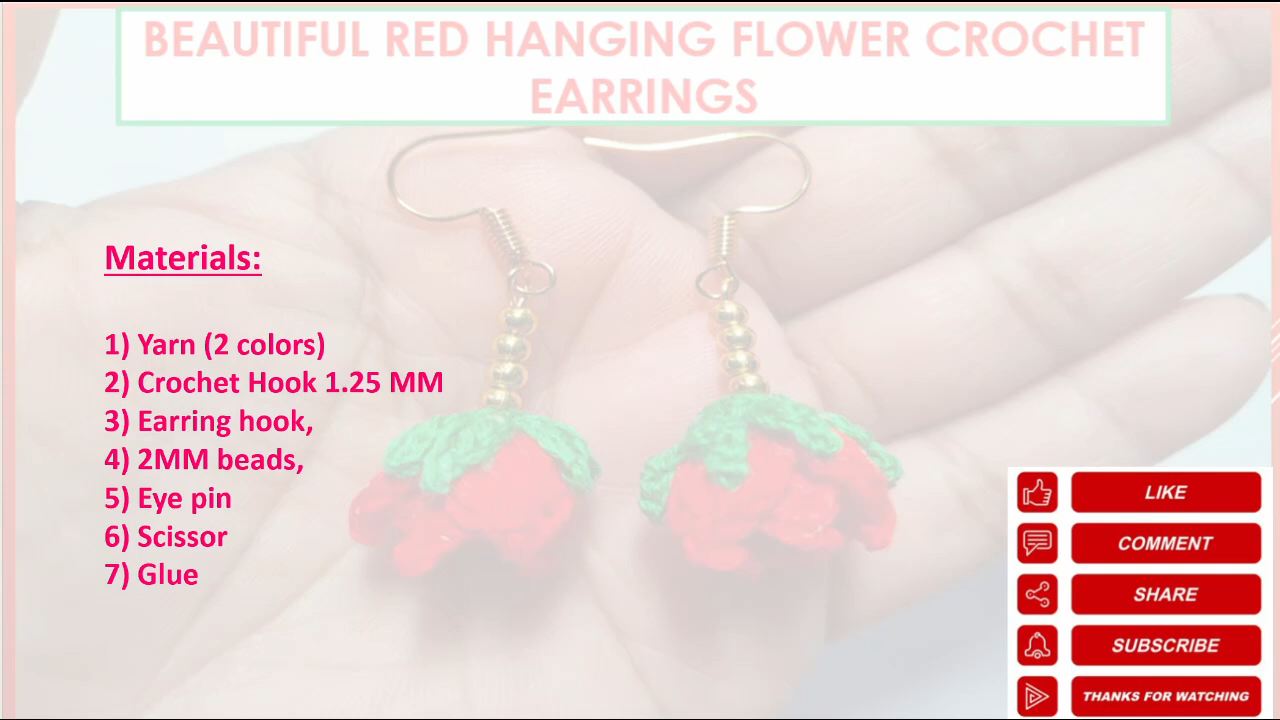 BEAUTIFUL RED HANGING FLOWER CROCHET
EARRINGS
Materials:
1) Yarn (2 colors)
2) Crochet Hook 1.25 MM
3) Earring hook,
4) 2MM beads,
5) Eye pin
6) Scissor
7) Glue
LIKE
COMMENT
SHARE
SUBSCRIBE
THANKS FOR WATCHING